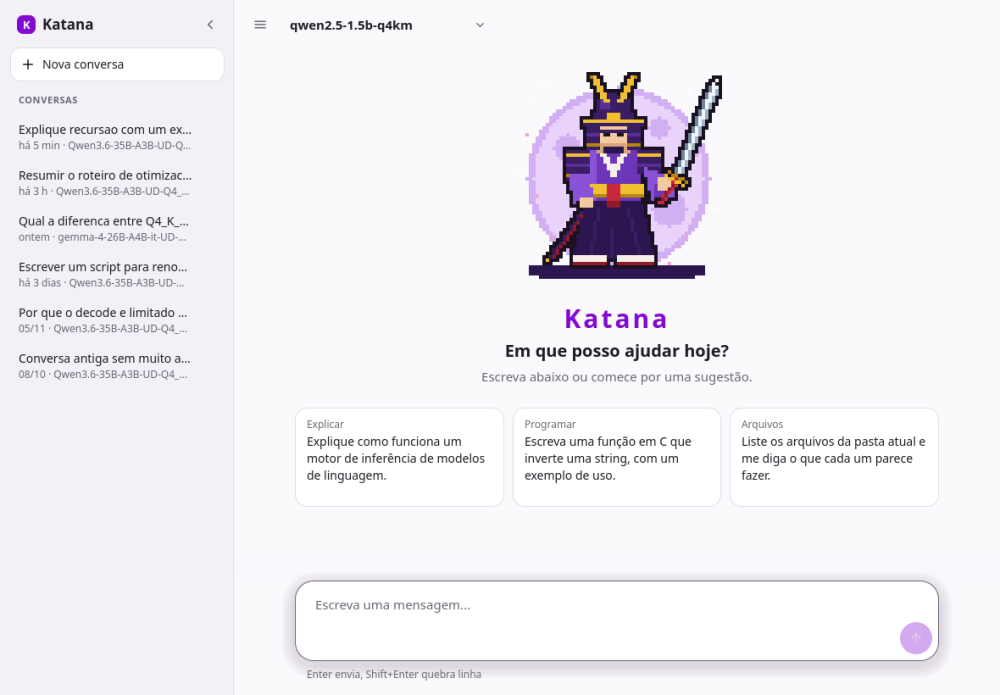 K Katana
Nova conversa
CONVERSAS
Explique recursao com um ex...
há 5 min · Qwen3.6-35B-A3B-UD-Q...
Resumir o roteiro de otimizac...
há 3 h · Qwen3.6-35B-A3B-UD-Q4_...
Qual a diferenca entre Q4_K_...
ontem · gemma-4-26B-A4B-it-UD-...
Escrever um script para reno...
há 3 dias · Qwen3.6-35B-A3B-UD-...
Por que o decode e limitado ...
05/11 · Qwen3.6-35B-A3B-UD-Q4_...
Conversa antiga sem muito a...
08/10 · Qwen3.6-35B-A3B-UD-Q4_...
qwen2.5-1.5b-q4km
Katana
Em que posso ajudar hoje?
Escreva abaixo ou comece por uma sugestão.
Explicar
Explique como funciona um
motor de inferência de modelos
de linguagem.
Programar
Escreva uma função em C que
inverte uma string, com um
exemplo de uso.
Arquivos
Liste os arquivos da pasta atual e
me diga o que cada um parece
fazer.
Escreva uma mensagem...
Enter envia, Shift+Enter quebra linha